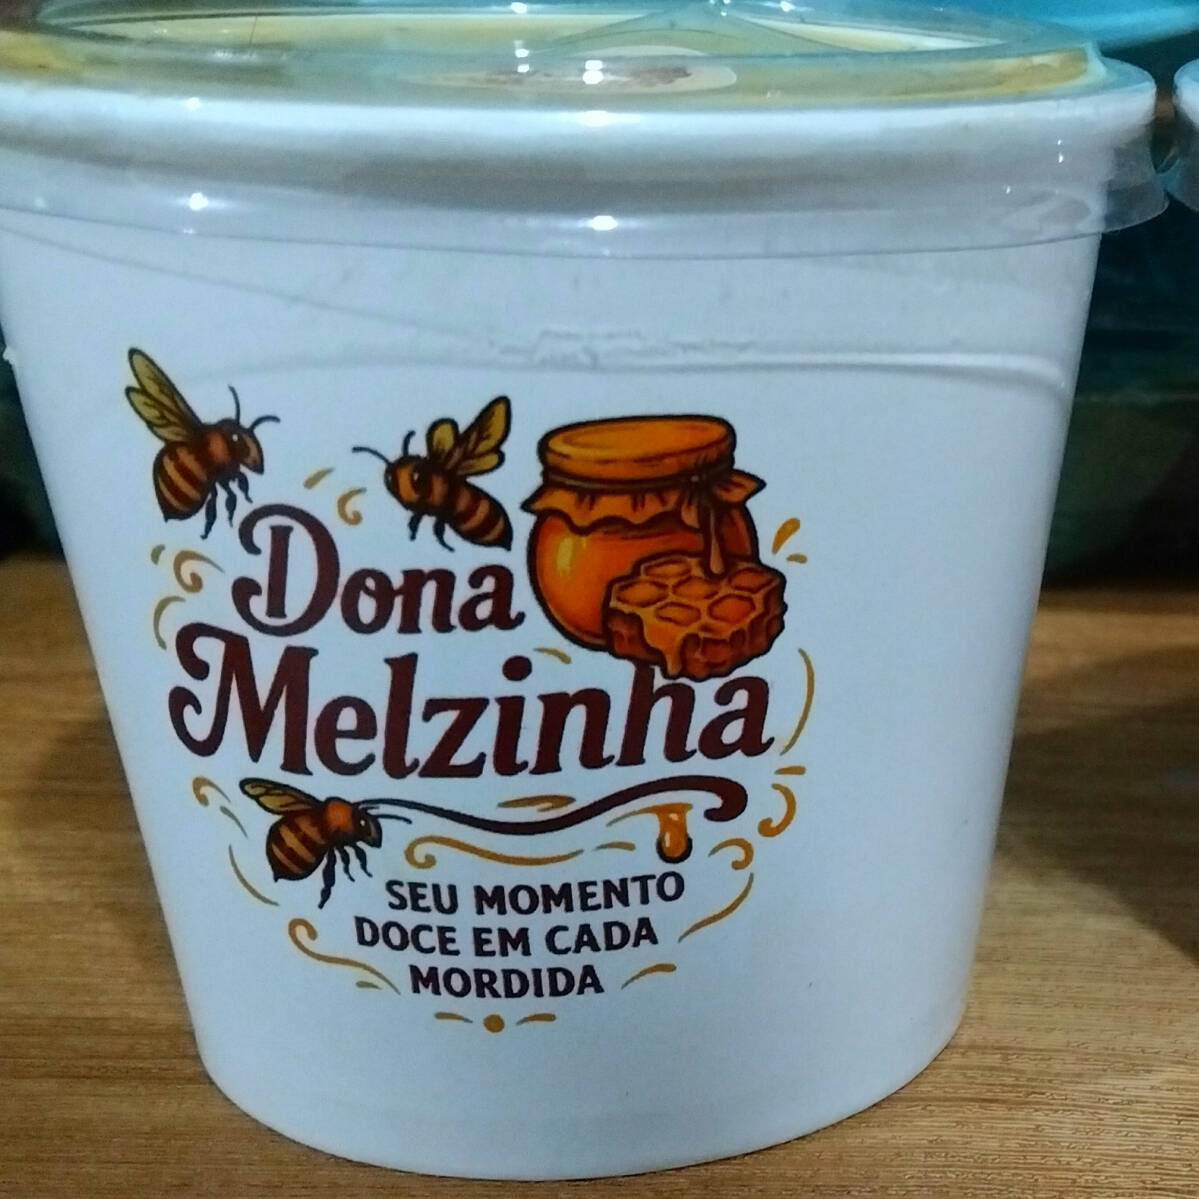 Dona
Melzinha
SEU MOMENTO
DOCE EM CADA
MORDIDA